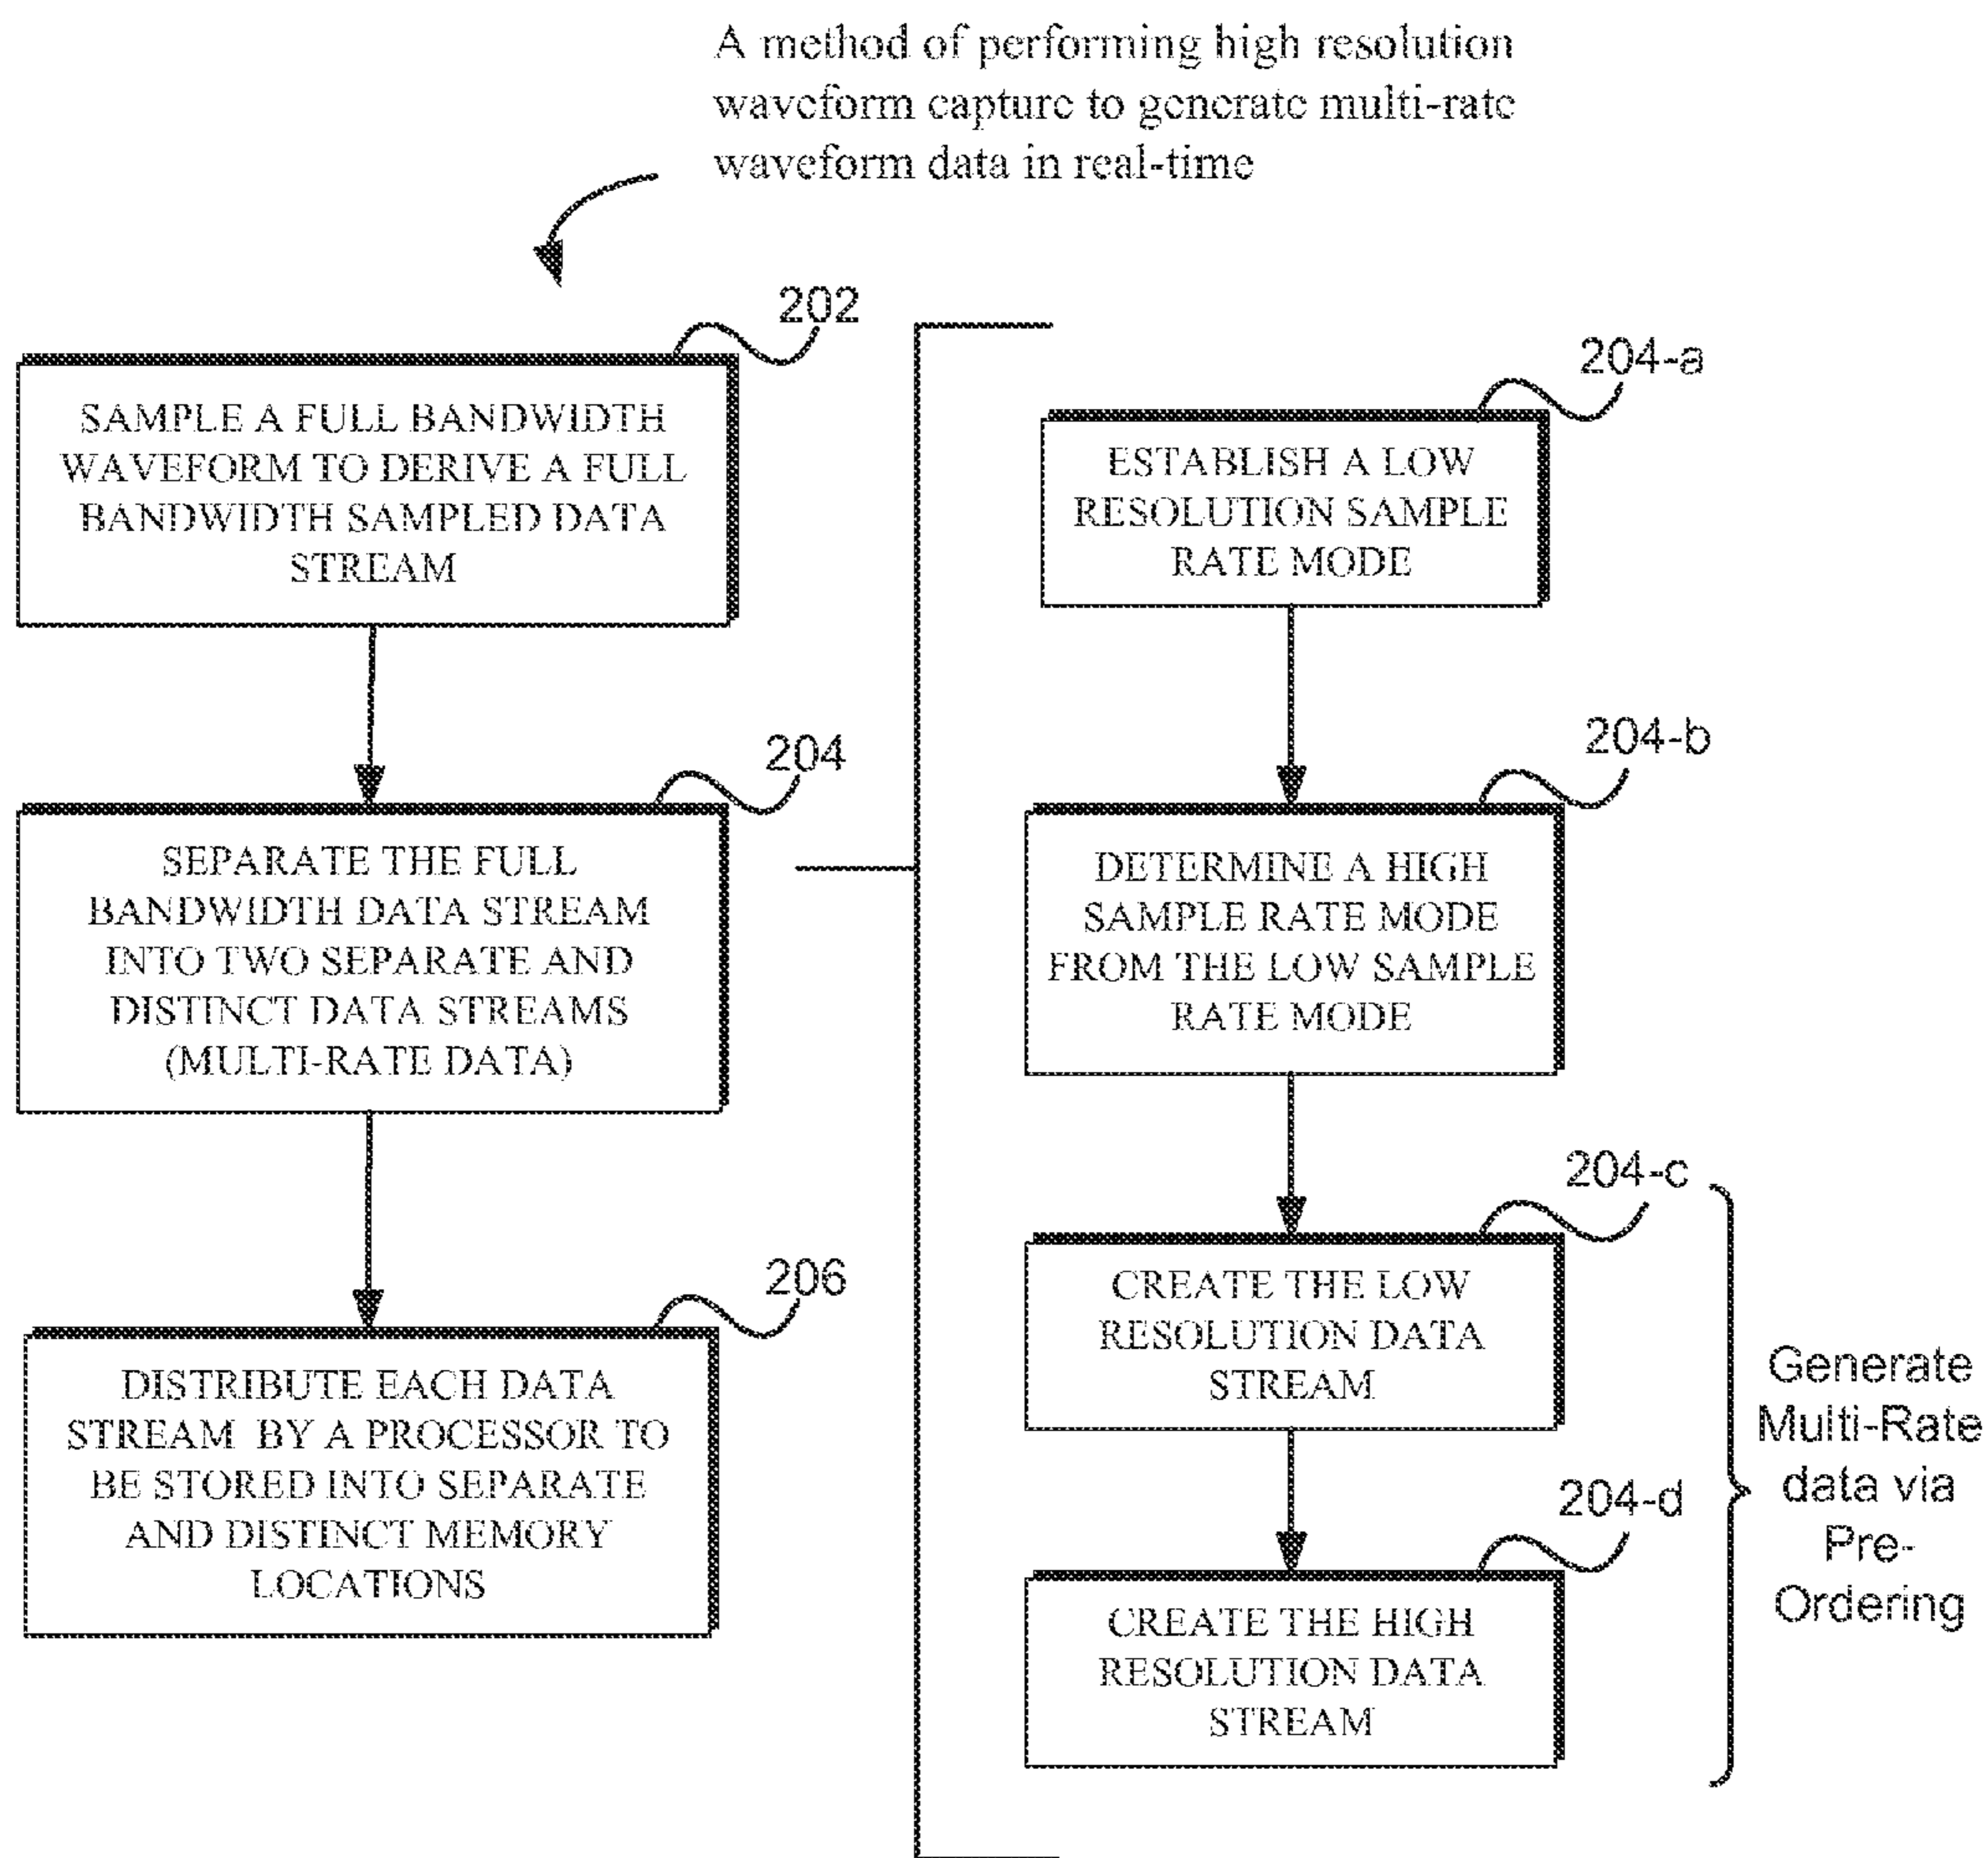 A method of performing high resolution
waveform capture to generate multi-rate
waveform data in real-time
202
SAMPLE A FULL BANDWIDTH
WAVEFORM TO DERIVE A FULL
BANDWIDTH SAMPLED DATA
STREAM
204
SEPARATE THE FULL
BANDWIDTH DATA STREAM
INTO TWO SEPARATE AND
DISTINCT DATA STREAMS
(MULTI-RATE DATA)
206
DISTRIBUTE EACH DATA
STREAM BY A PROCESSOR TO
BE STORED INTO SEPARATE
AND DISTINCT MEMORY
LOCATIONS
204-a
ESTABLISH A LOW
RESOLUTION SAMPLE
RATE MODE
204-b
DETERMINE A HIGH
SAMPLE RATE MODE
FROM THE LOW SAMPLE
RATE MODE
204-c
CREATE THE LOW
RESOLUTION DATA
STREAM
204-d
CREATE THE HIGH
RESOLUTION DATA
STREAM
Generate
Multi-Rate
data via
Pre-
Ordering